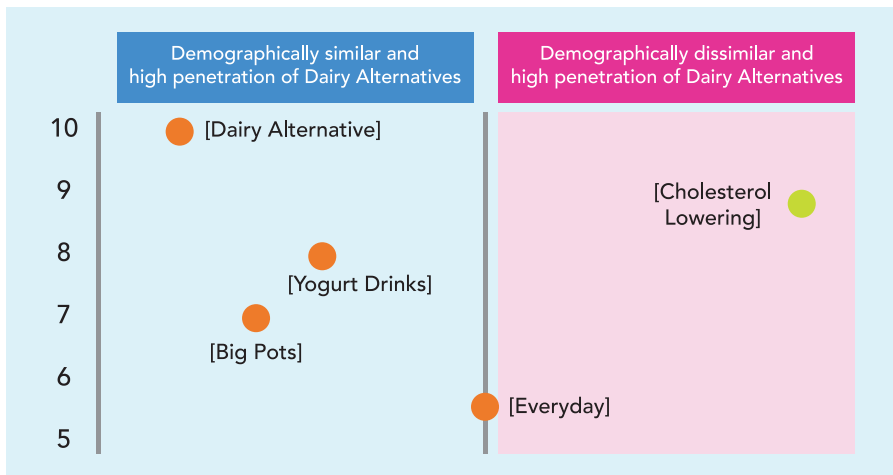 Demographically similar and
high penetration of Dairy Alternatives
Demographically dissimilar and
high penetration of Dairy Alternatives
10
[Dairy Alternative]
9
[Cholesterol
Lowering]
8
[Yogurt Drinks]
7
[Big Pots]
6
[Everyday]
5